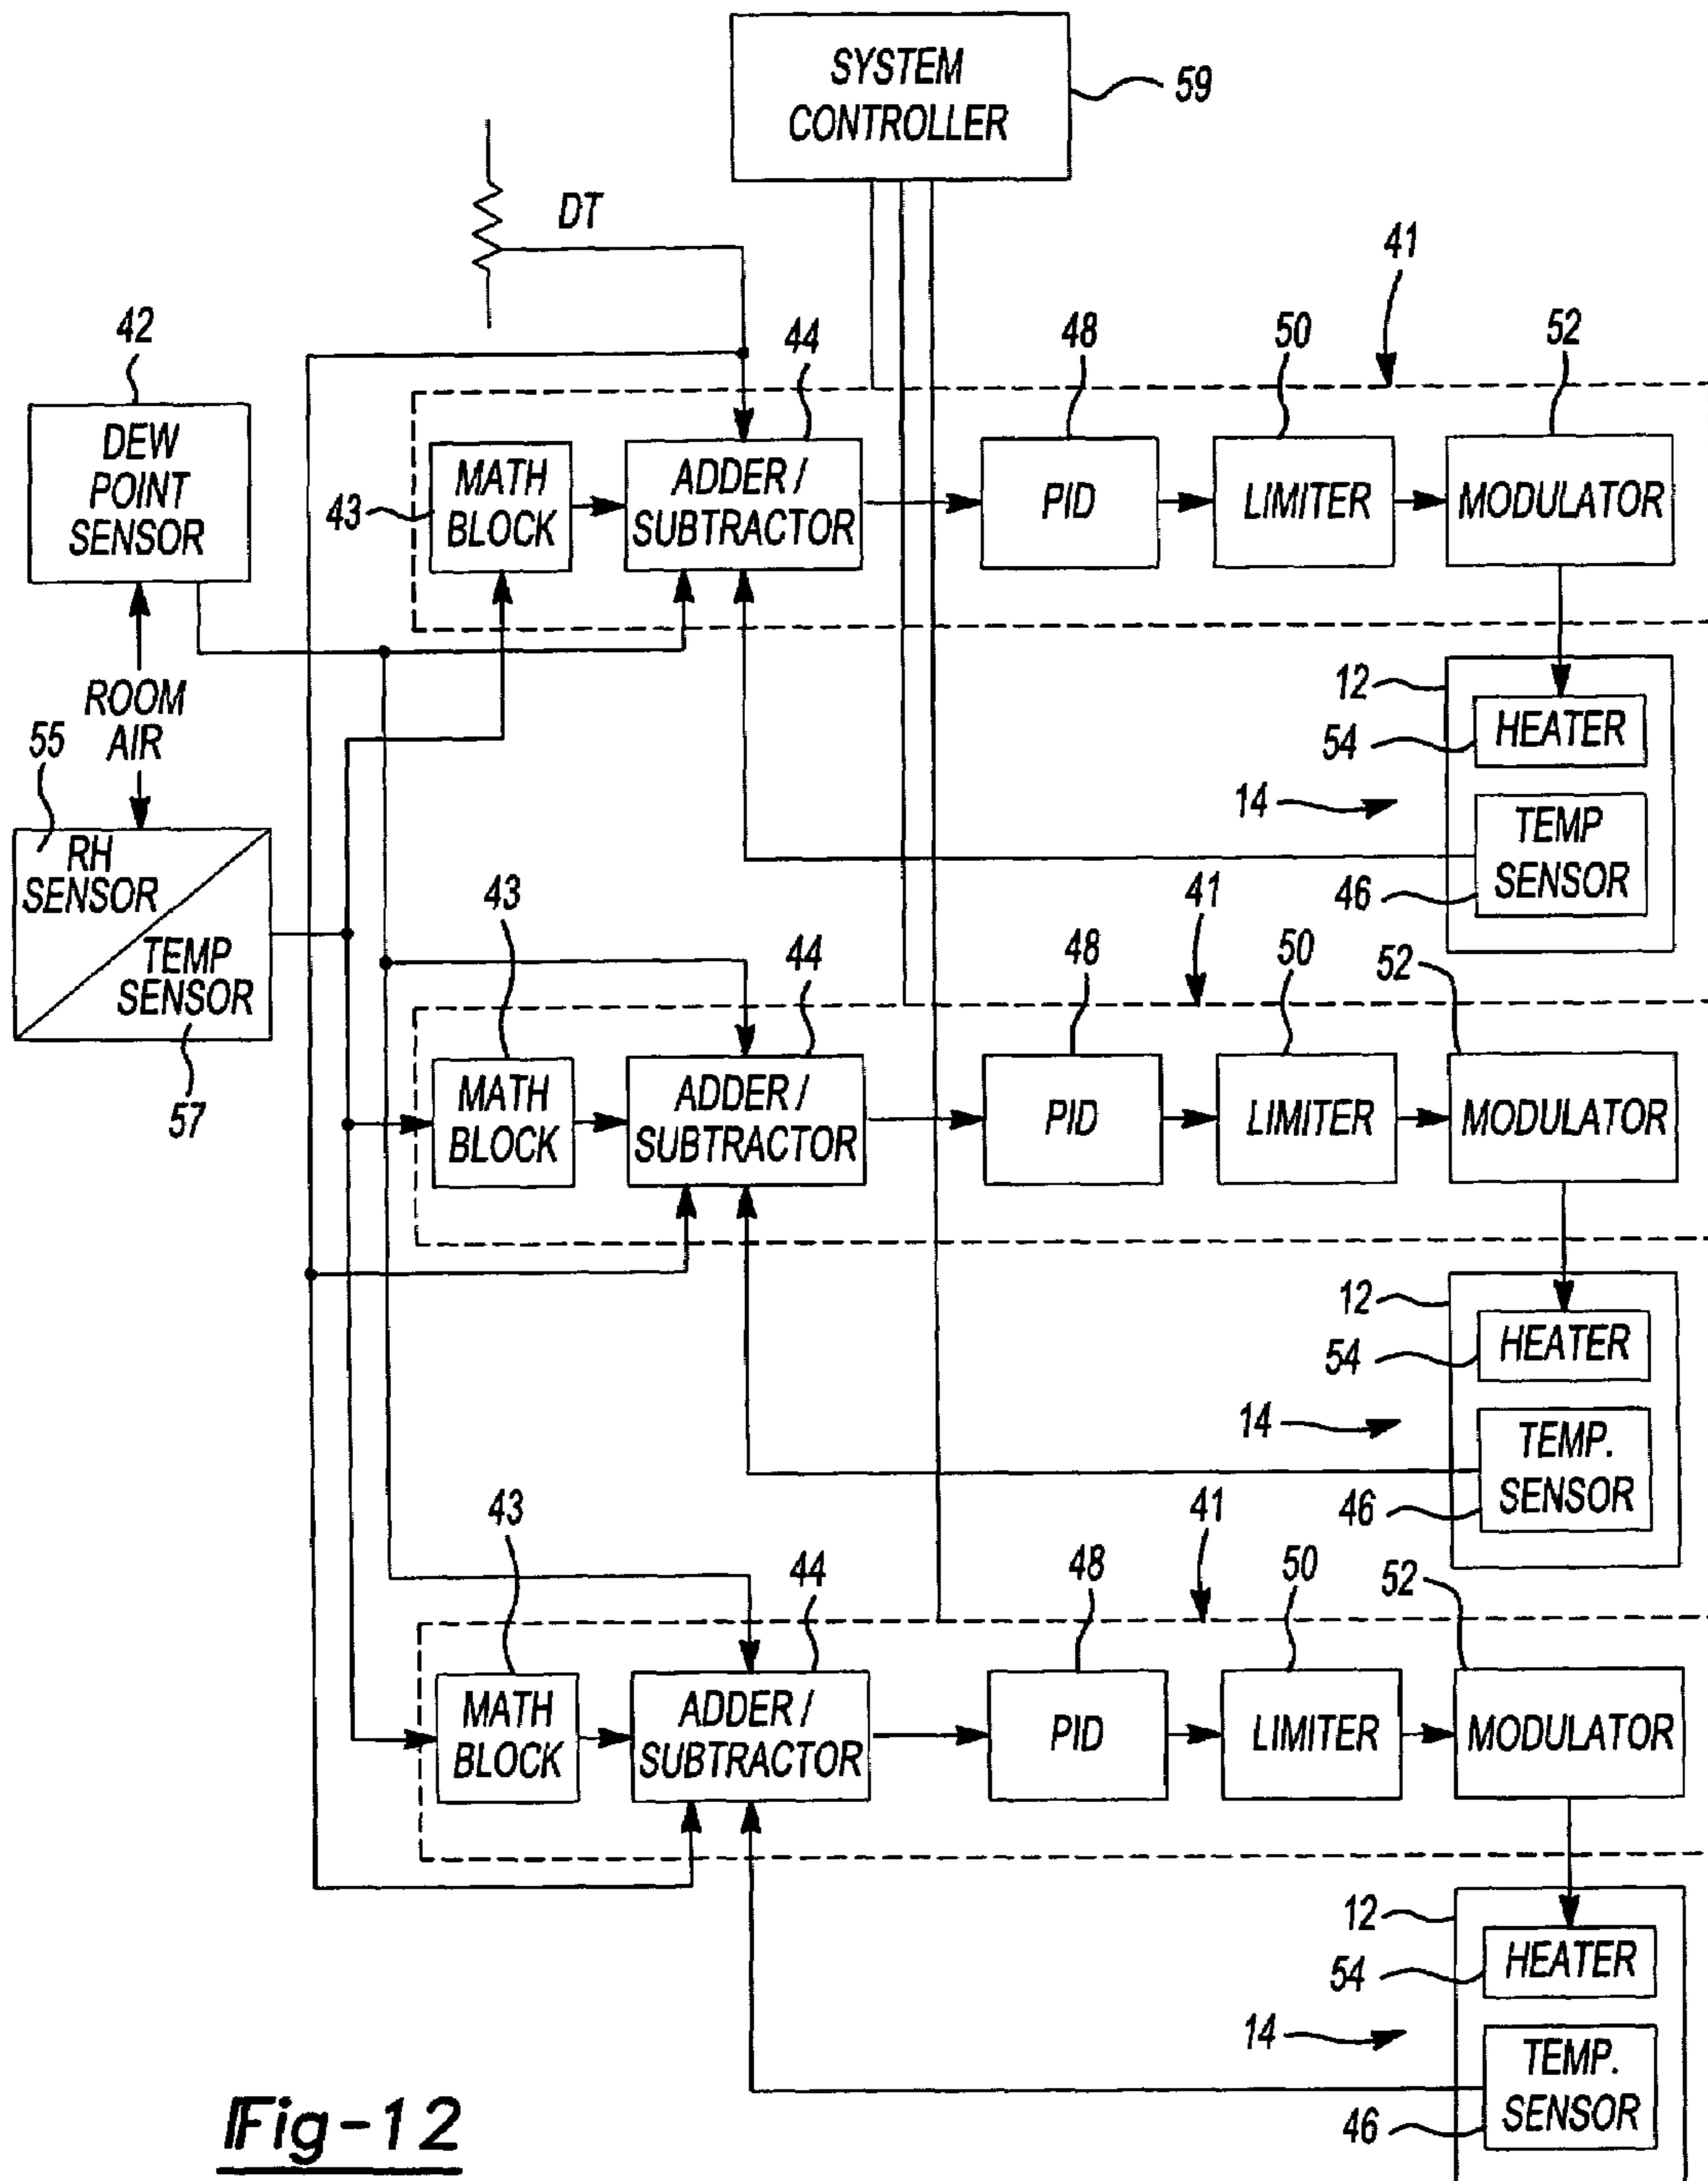 SYSTEM
CONTROLLER
59
DT
41
42
44
48
50
52
DEW
POINT
SENSOR
43
MATH
BLOCK
ADDER /
SUBTRACTOR
PID
LIMITER
MODULATOR
ROOM
AIR
12
HEATER
54
14
TEMP
SENSOR
46
55
RH
SENSOR
TEMP
SENSOR
57
41
43
44
48
50
52
MATH
BLOCK
ADDER /
SUBTRACTOR
PID
LIMITER
MODULATOR
12
HEATER
54
14
TEMP.
SENSOR
46
41
43
44
48
50
52
MATH
BLOCK
ADDER /
SUBTRACTOR
PID
LIMITER
MODULATOR
12
HEATER
54
14
TEMP.
SENSOR
46
Fig-12